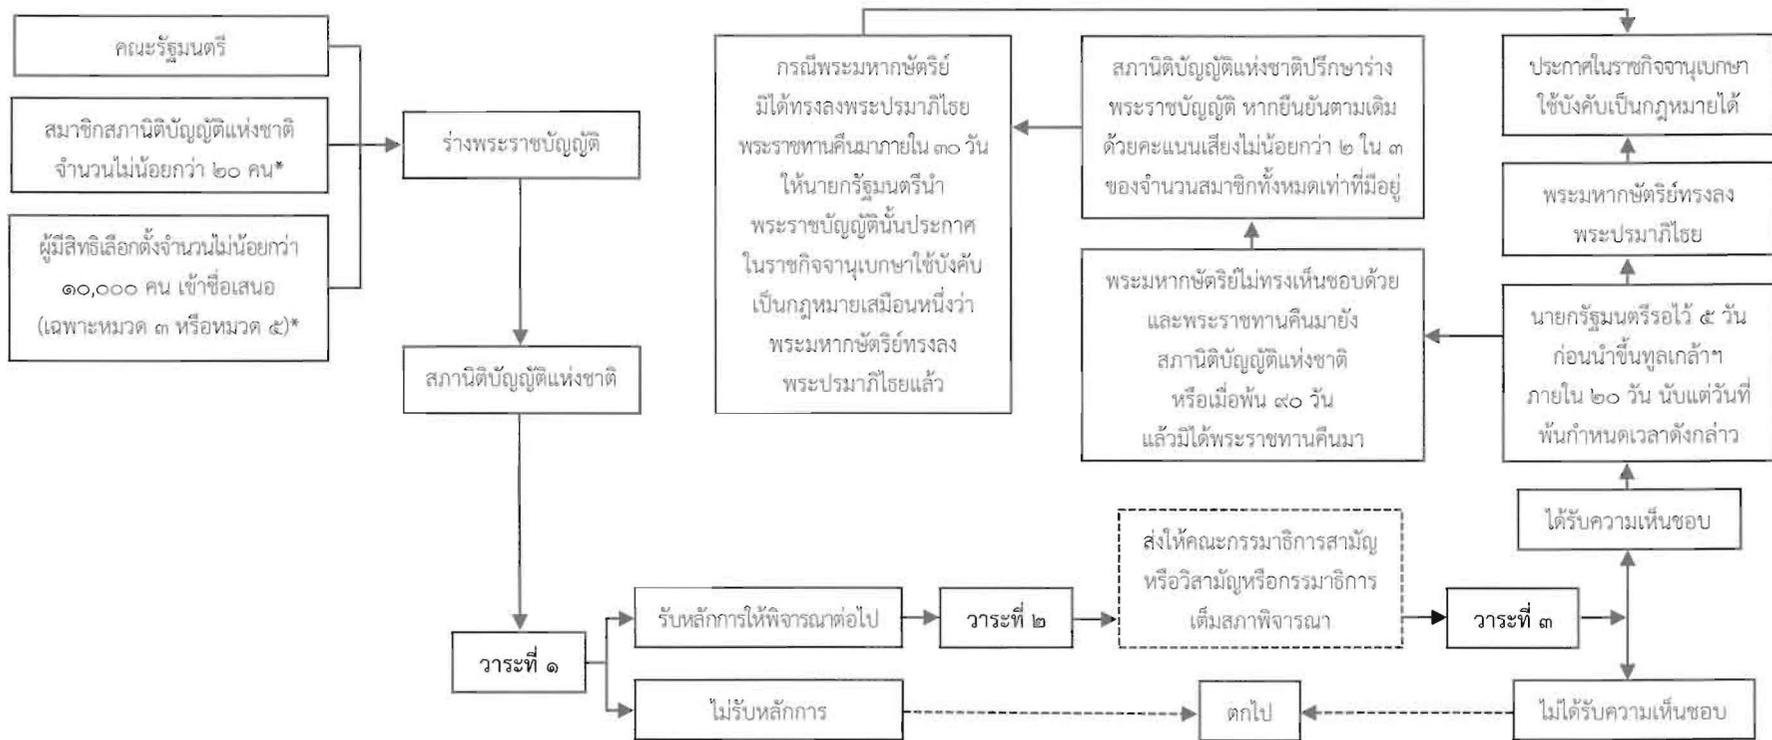 คณะรัฐมนตรี
สมาชิกสภานิติบัญญัติแห่งชาติ
จำนวนไม่น้อยกว่า ๒๐ คน*
ผู้มีสิทธิเลือกตั้งจำนวนไม่น้อยกว่า
๑๐,๐๐๐ คน เข้าชื่อเสนอ
(เฉพาะหมวด ๓ หรือหมวด ๕)*
ร่างพระราชบัญญัติ
สภานิติบัญญัติแห่งชาติ
วาระที่ ๑
รับหลักการให้พิจารณาต่อไป
ไม่รับหลักการ
วาระที่ ๒
ส่งให้คณะกรรมาธิการสามัญ
หรือวิสามัญหรือกรรมาธิการ
เต็มสภาพิจารณา
วาระที่ ๓
ตกไป
ได้รับความเห็นชอบ
ไม่ได้รับความเห็นชอบ
นายกรัฐมนตรีรอไว้ ๕ วัน
ก่อนนำขึ้นทูลเกล้าฯ
ภายใน ๒๐ วัน นับแต่วันที่
พ้นกำหนดเวลาดังกล่าว
พระมหากษัตริย์ทรงลง
พระปรมาภิไธย
ประกาศในราชกิจจานุเบกษา
ใช้บังคับเป็นกฎหมายได้
พระมหากษัตริย์ไม่ทรงเห็นชอบด้วย
และพระราชทานคืนมายัง
สภานิติบัญญัติแห่งชาติ
หรือเมื่อพ้น ๙๐ วัน
แล้วมิได้พระราชทานคืนมา
สภานิติบัญญัติแห่งชาติปรึกษาร่าง
พระราชบัญญัติ หากยืนยันตามเดิม
ด้วยคะแนนเสียงไม่น้อยกว่า ๒ ใน ๓
ของจำนวนสมาชิกทั้งหมดเท่าที่มีอยู่
กรณีพระมหากษัตริย์
มิได้ทรงลงพระปรมาภิไธย
พระราชทานคืนมาภายใน ๓๐ วัน
ให้นายกรัฐมนตรีนำ
พระราชบัญญัตินั้นประกาศ
ในราชกิจจานุเบกษาใช้บังคับ
เป็นกฎหมายเสมือนหนึ่งว่า
พระมหากษัตริย์ทรงลง
พระปรมาภิไธยแล้ว